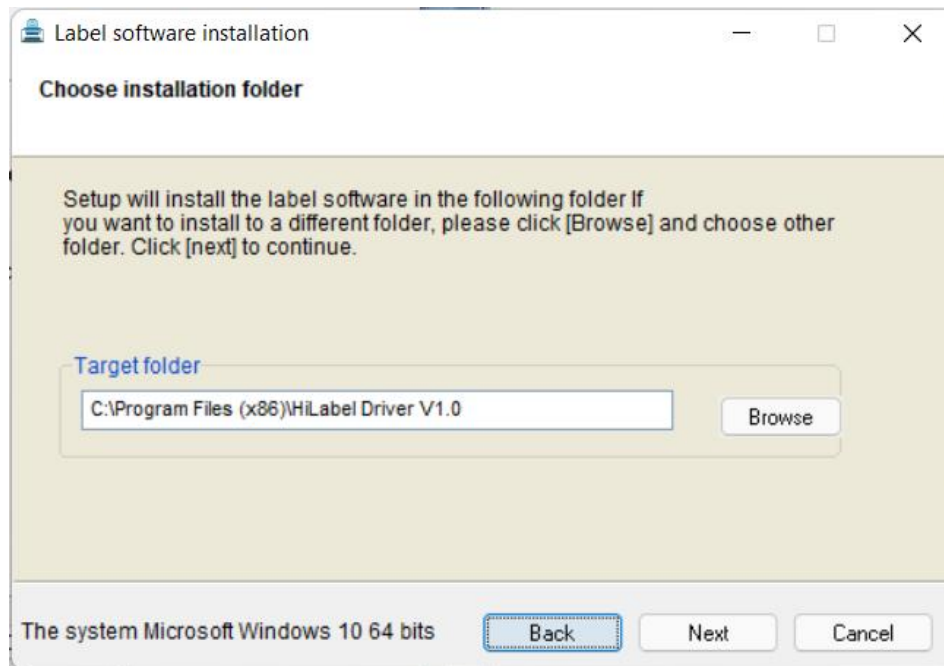 Label software installation
Choose installation folder
Setup will install the label software in the following folder If
you want to install to a different folder, please click [Browse] and choose other
folder. Click [next] to continue.
Target folder
C:\Program Files (x86)\HiLabel Driver V1.0
Browse
The system Microsoft Windows 10 64 bits
Back
Next
Cancel